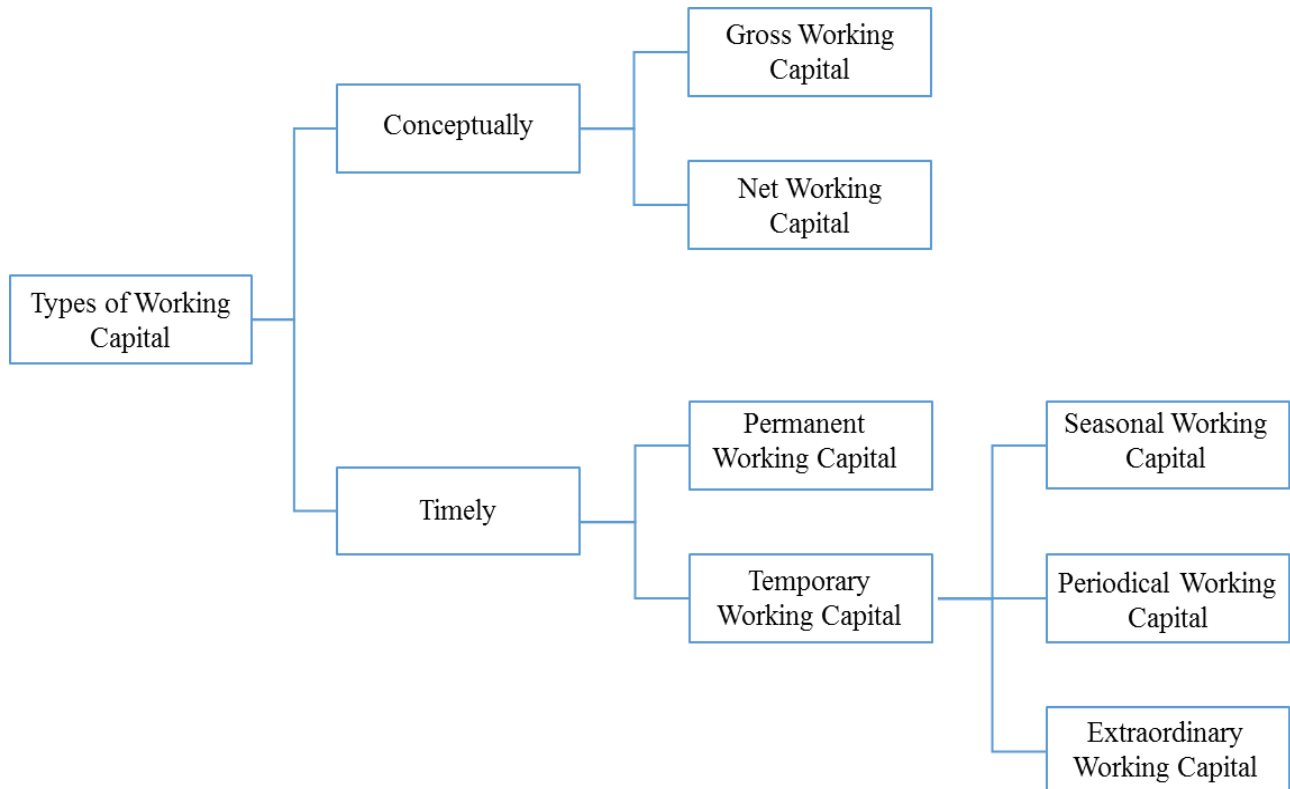 Gross Working
Capital
Conceptually
Net Working
Capital
Types of Working
Capital
Permanent
Working Capital
Seasonal Working
Capital
Timely
Temporary
Working Capital
Periodical Working
Capital
Extraordinary
Working Capital